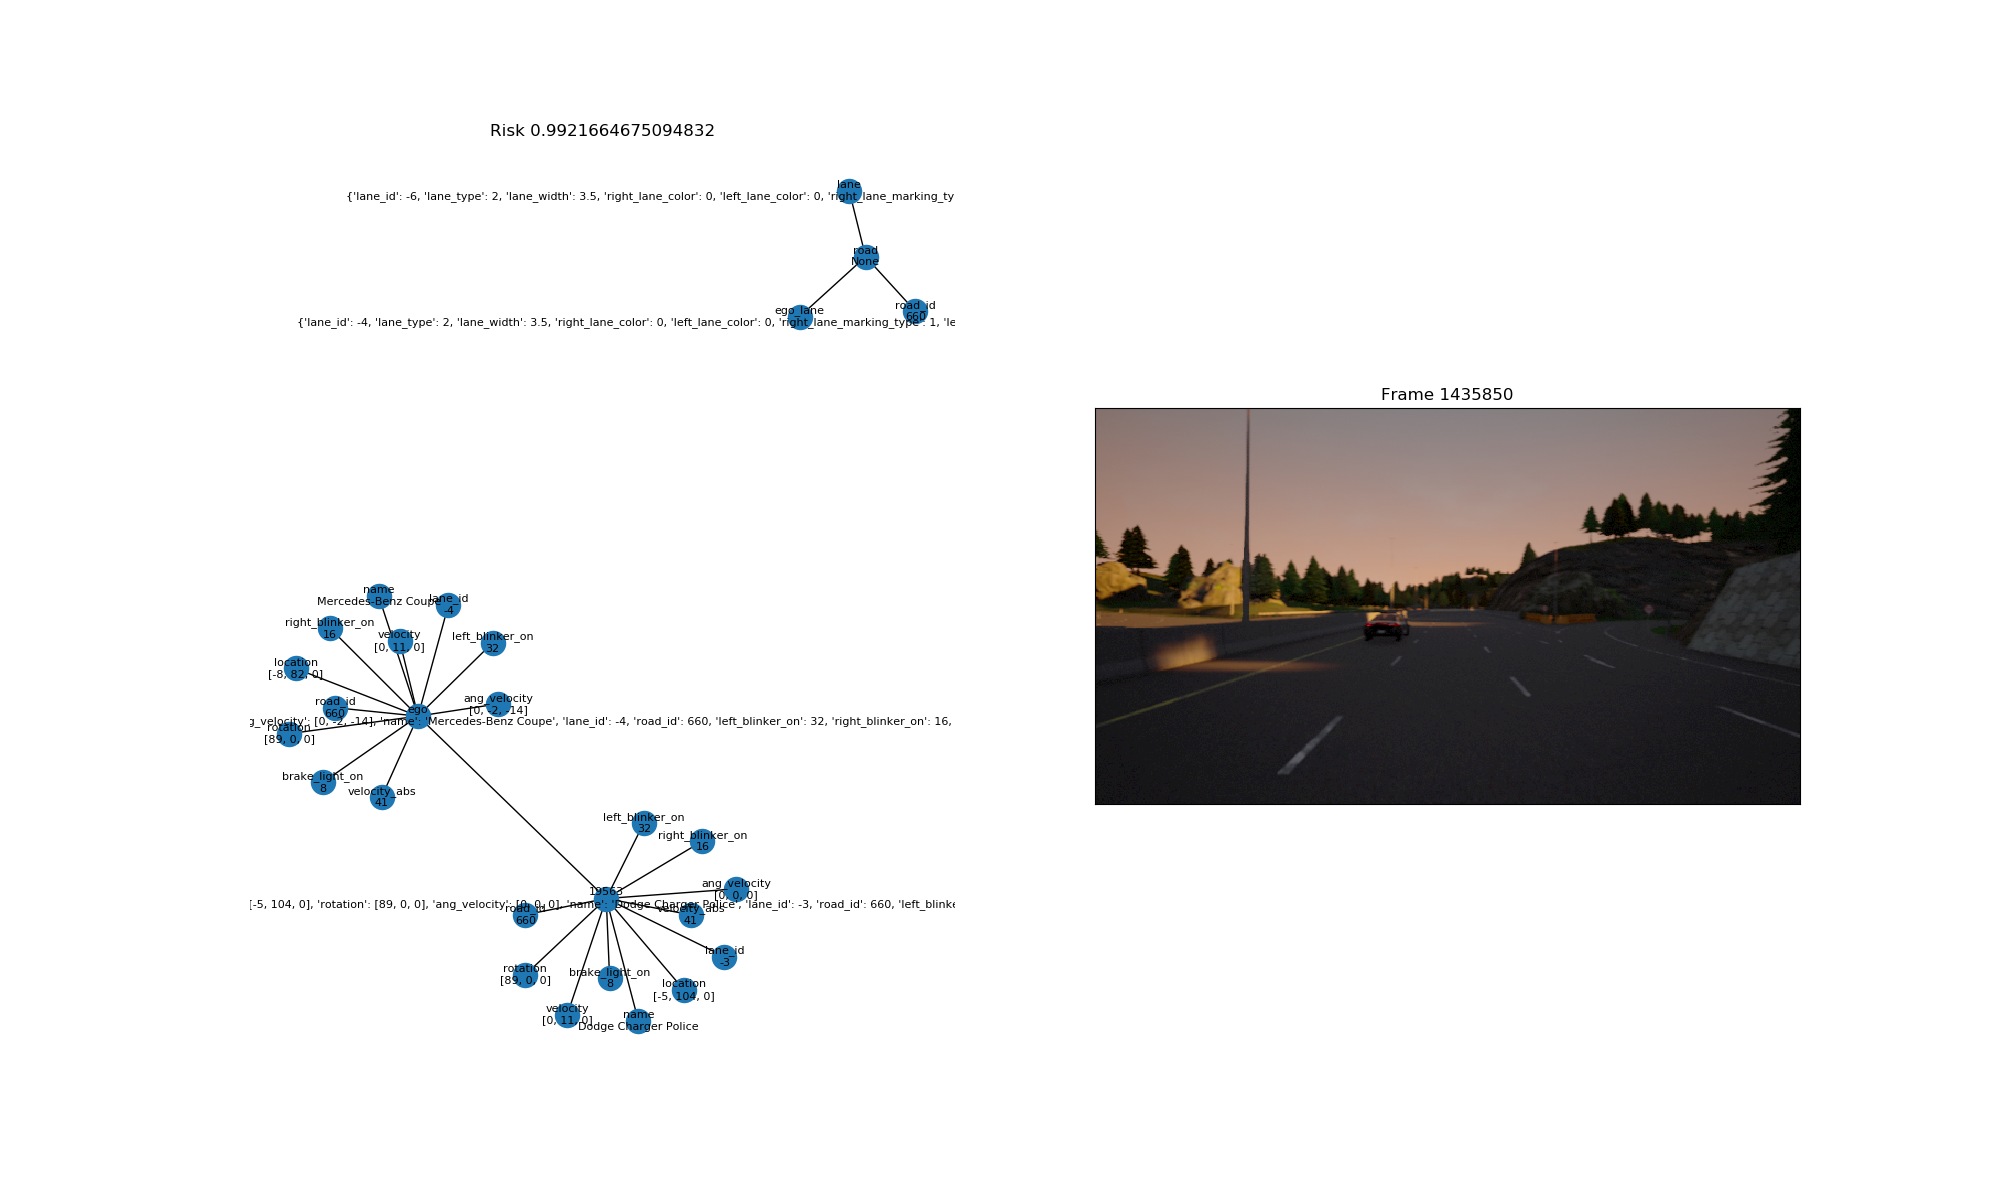 Risk 0.9921664675094832
lane
{'lane_id': -6, 'lane_type': 2, 'lane_width': 3.5, 'right_lane_color': 0, 'left_lane_color': 0, 'right_lane_marking_ty
road
None
ego_lane
{'lane_id': -4, 'lane_type': 2, 'lane_width': 3.5, 'right_lane_color': 0, 'left_lane_color': 0, 'right_lane_marking_type': 1, 'le
road_id
660
Frame 1435850
name
Mercedes-Benz Coupe
lane_id
-4
right_blinker_on
16
velocity
[0, 11, 0]
left_blinker_on
32
location
[-8, 82, 0]
road_id
660
ang_velocity
[0, -2, -14]
ego
g_velocity': [0, -2, -14], 'name': 'Mercedes-Benz Coupe', 'lane_id': -4, 'road_id': 660, 'left_blinker_on': 32, 'right_blinker_on': 16,
rotation
[89, 0, 0]
brake_light_on
8
velocity_abs
41
left_blinker_on
32
right_blinker_on
16
ang_velocity
[0, 0, 0]
19563
[-5, 104, 0], 'rotation': [89, 0, 0], 'ang_velocity': [0, 0, 0], 'name': 'Dodge Charger Police', 'lane_id': -3, 'road_id': 660, 'left_blinke
road_id
660
velocity_abs
41
lane_id
-3
rotation
[89, 0, 0]
brake_light_on
8
location
[-5, 104, 0]
velocity
[0, 11, 0]
name
Dodge Charger Police